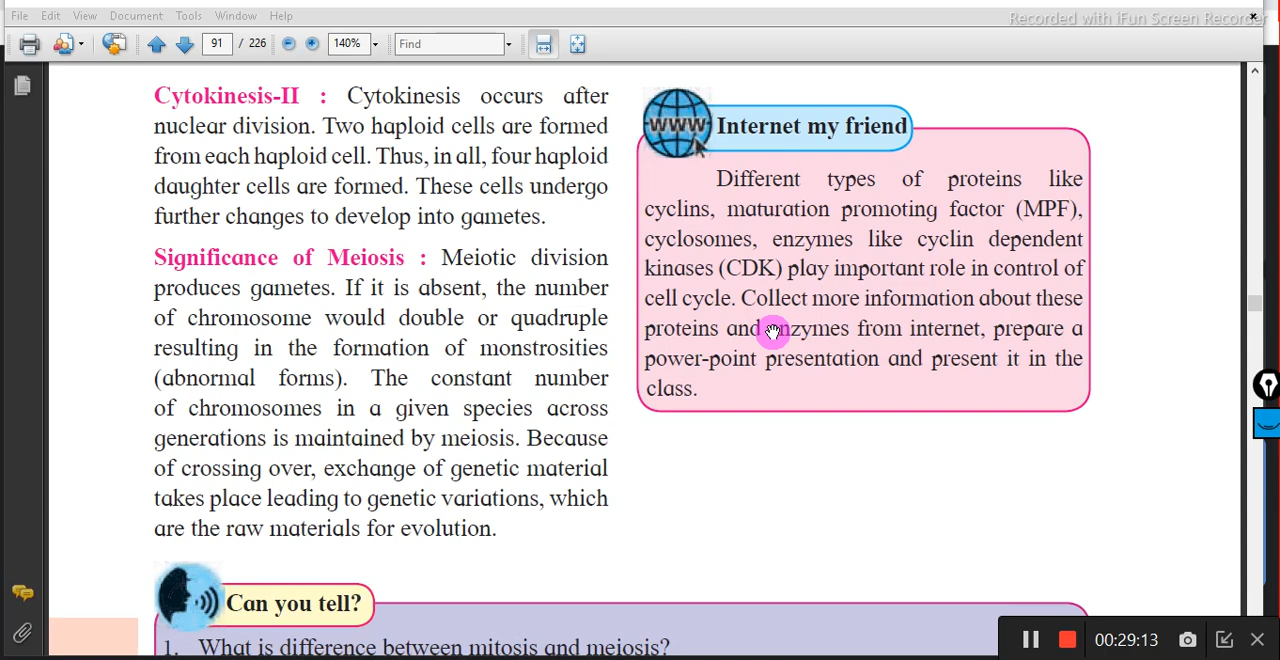 File Edit View Document Tools Window Help
Recorded with iFun Screen Recorder
91 / 226 140% Find
Cytokinesis-II : Cytokinesis occurs after
nuclear division. Two haploid cells are formed
from each haploid cell. Thus, in all, four haploid
daughter cells are formed. These cells undergo
further changes to develop into gametes.
Significance of Meiosis : Meiotic division
produces gametes. If it is absent, the number
of chromosome would double or quadruple
resulting in the formation of monstrosities
(abnormal forms). The constant number
of chromosomes in a given species across
generations is maintained by meiosis. Because
of crossing over, exchange of genetic material
takes place leading to genetic variations, which
are the raw materials for evolution.
www
Internet my friend
Different types of proteins like
cyclins, maturation promoting factor (MPF),
cyclosomes, enzymes like cyclin dependent
kinases (CDK) play important role in control of
cell cycle. Collect more information about these
proteins and enzymes from internet, prepare a
power-point presentation and present it in the
class.
Can you tell?
1. What is difference between mitosis and meiosis?
00:29:13